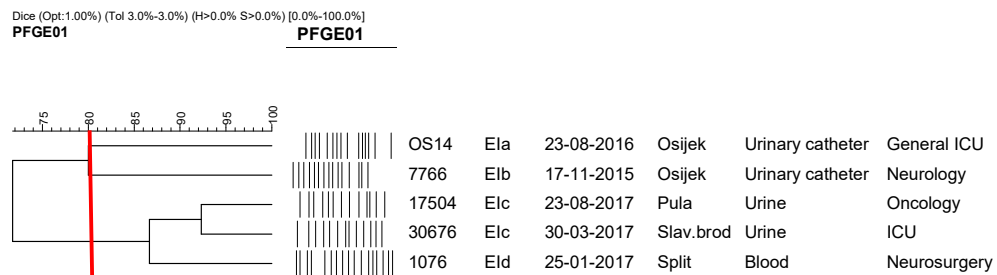 Dice (Opt:1.00%) (Tol 3.0%-3.0%) (H>0.0% S>0.0%) [0.0%-100.0%]
PFGE01 PFGE01
75 80 85 90 95 100
OS14 EIa 23-08-2016 Osijek Urinary catheter General ICU
7766 EIb 17-11-2015 Osijek Urinary catheter Neurology
17504 EIc 23-08-2017 Pula Urine Oncology
30676 EIc 30-03-2017 Slav.brod Urine ICU
1076 EId 25-01-2017 Split Blood Neurosurgery